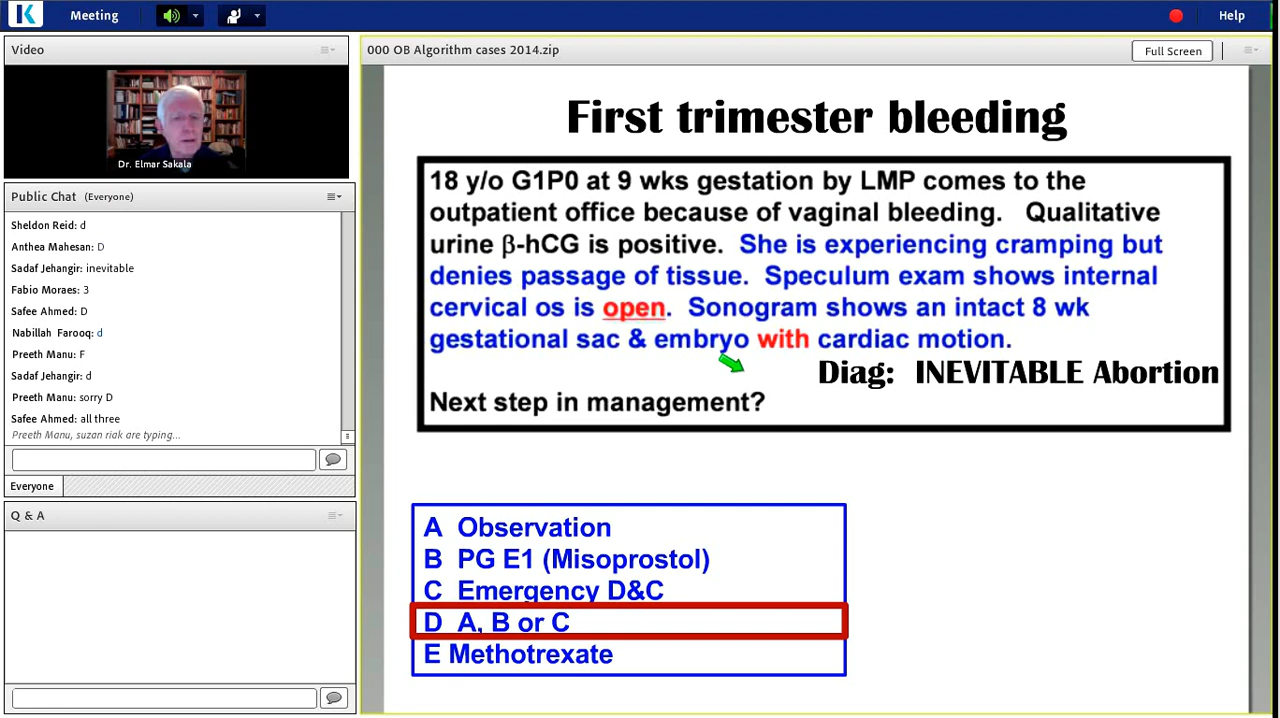 K Meeting Help
Video
Dr. Elmar Sakala
Public Chat (Everyone)
Sheldon Reid: d
Anthea Mahesan: D
Sadaf Jehangir: inevitable
Fabio Moraes: 3
Safee Ahmed: D
Nabillah Farooq: d
Preeth Manu: F
Sadaf Jehangir: d
Preeth Manu: sorry D
Safee Ahmed: all three
Preeth Manu, suzan riak are typing...
Everyone
Q & A
000 OB Algorithm cases 2014.zip
Full Screen
First trimester bleeding
18 y/o G1P0 at 9 wks gestation by LMP comes to the
outpatient office because of vaginal bleeding. Qualitative
urine β-hCG is positive. She is experiencing cramping but
denies passage of tissue. Speculum exam shows internal
cervical os is open. Sonogram shows an intact 8 wk
gestational sac & embryo with cardiac motion.
Diag: INEVITABLE Abortion
Next step in management?
A Observation
B PG E1 (Misoprostol)
C Emergency D&C
D A, B or C
E Methotrexate